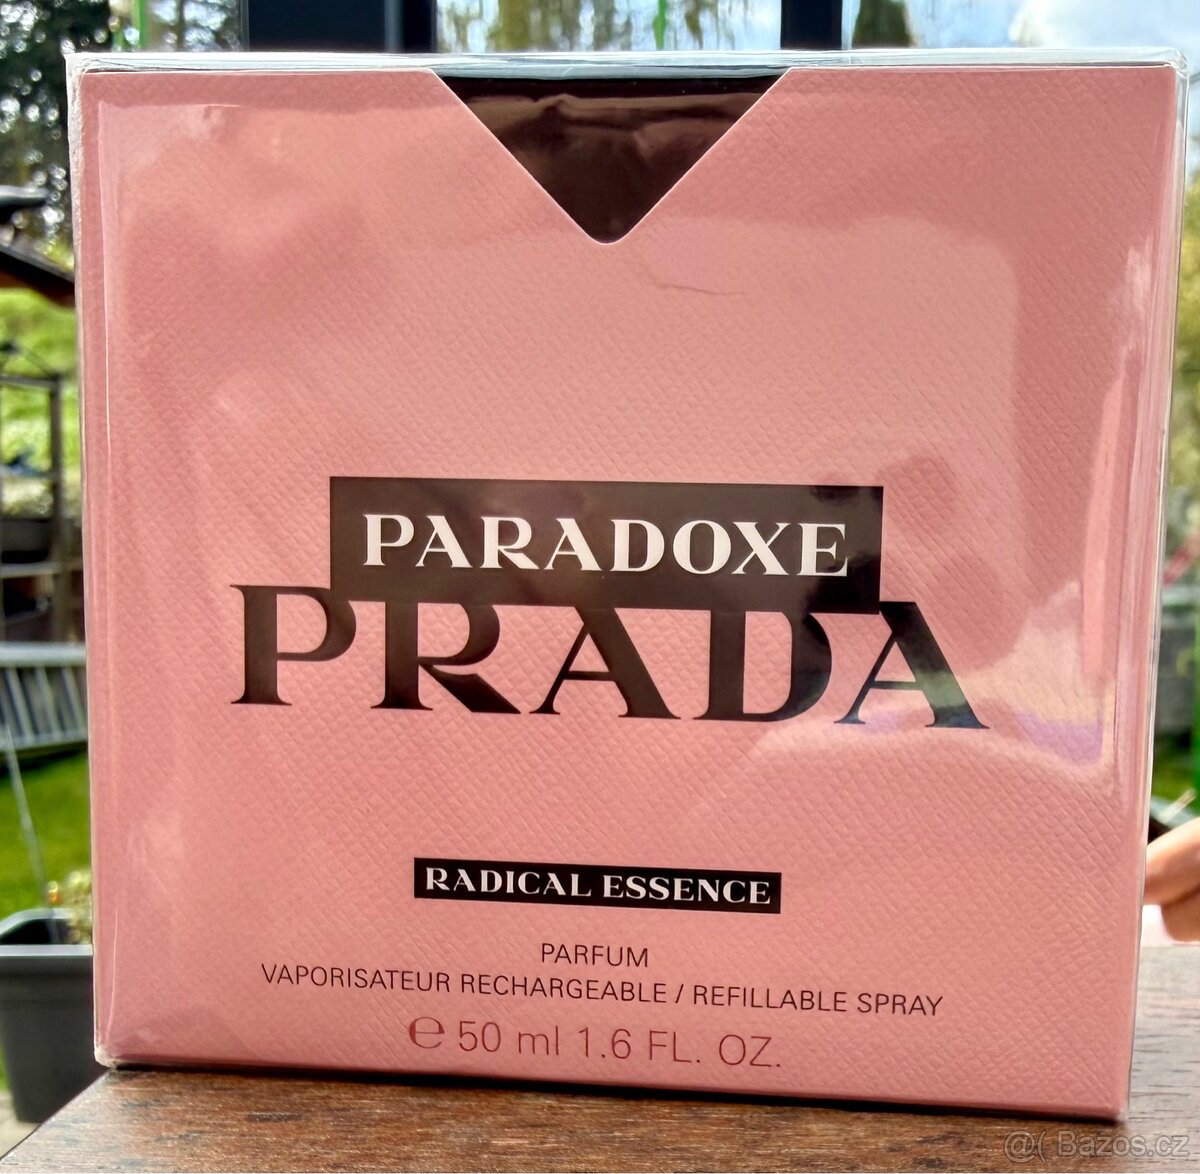 PARADOXE
PRADA
RADICAL ESSENCE
PARFUM
VAPORISATEUR RECHARGEABLE / REFILLABLE SPRAY
℮ 50 ml 1.6 FL. OZ.
@( Bazos.cz